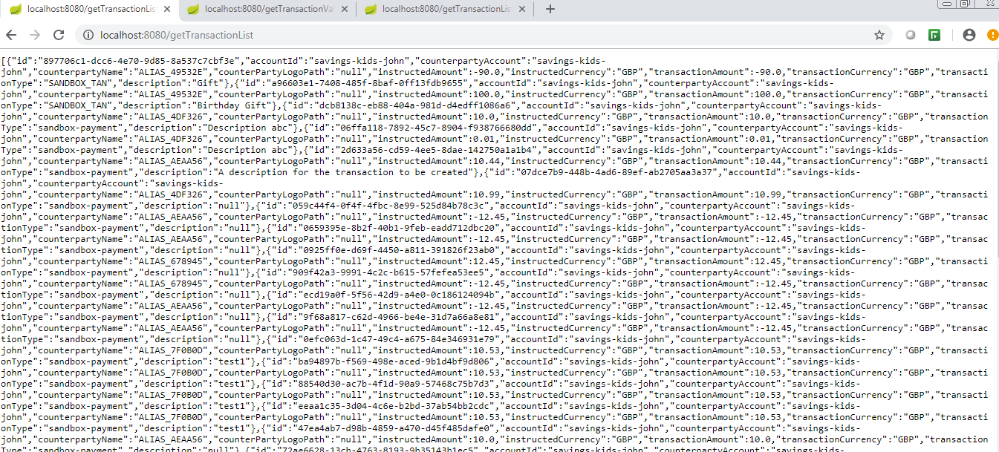 localhost:8080/getTransactionList
localhost:8080/getTransactionVal
localhost:8080/getTransactionList
localhost:8080/getTransactionList
[{"id":"897706c1-dcc6-4e70-9d85-8a537c7cbf3e","accountId":"savings-kids-john","counterpartyAccount":"savings-kids-
john","counterpartyName":"ALIAS_49532E","counterPartyLogoPath":"null","instructedAmount":-90.0,"instructedCurrency":"GBP","transactionAmount":-90.0,"transactionCurrency":"GBP","transacti
onType":"SANDBOX_TAN","description":"Gift"},{"id":"a96603e1-7408-485f-8baf-0ff13fdb9655","accountId":"savings-kids-john","counterpartyAccount":"savings-kids-
john","counterpartyName":"ALIAS_49532E","counterPartyLogoPath":"null","instructedAmount":100.0,"instructedCurrency":"GBP","transactionAmount":100.0,"transactionCurrency":"GBP","transacti
onType":"SANDBOX_TAN","description":"Birthday Gift"},{"id":"dcb8138c-eb88-404a-981d-d4edff1086a6","accountId":"savings-kids-john","counterpartyAccount":"savings-kids-
john","counterpartyName":"ALIAS_4DF326","counterPartyLogoPath":"null","instructedAmount":10.0,"instructedCurrency":"GBP","transactionAmount":10.0,"transactionCurrency":"GBP","transaction
Type":"sandbox-payment","description":"Description abc"},{"id":"06ffa118-7892-45c7-8904-f938766680dd","accountId":"savings-kids-john","counterpartyAccount":"savings-kids-
john","counterpartyName":"ALIAS_4DF326","counterPartyLogoPath":"null","instructedAmount":0.01,"instructedCurrency":"GBP","transactionAmount":0.01,"transactionCurrency":"GBP","transaction
Type":"sandbox-payment","description":"Description abc"},{"id":"2d633a56-cd59-4ee5-8dae-142750a1a1b4","accountId":"savings-kids-john","counterpartyAccount":"savings-kids-
john","counterpartyName":"ALIAS_AEAA56","counterPartyLogoPath":"null","instructedAmount":10.44,"instructedCurrency":"GBP","transactionAmount":10.44,"transactionCurrency":"GBP","transacti
onType":"sandbox-payment","description":"A description for the transaction to be created"},{"id":"07dce7b9-448b-4ad6-89ef-ab2705aa3a37","accountId":"savings-kids-
john","counterpartyAccount":"savings-kids-
john","counterpartyName":"ALIAS_4DF326","counterPartyLogoPath":"null","instructedAmount":10.99,"instructedCurrency":"GBP","transactionAmount":10.99,"transactionCurrency":"GBP","transacti
onType":"sandbox-payment","description":"null"},{"id":"059c44f4-0f4f-4fbc-8e99-525d84b78c3c","accountId":"savings-kids-john","counterpartyAccount":"savings-kids-
john","counterpartyName":"ALIAS_AEAA56","counterPartyLogoPath":"null","instructedAmount":-12.45,"instructedCurrency":"GBP","transactionAmount":-12.45,"transactionCurrency":"GBP","transac
tionType":"sandbox-payment","description":"null"},{"id":"0659395e-8b2f-40b1-9feb-eadd712dbc20","accountId":"savings-kids-john","counterpartyAccount":"savings-kids-
john","counterpartyName":"ALIAS_AEAA56","counterPartyLogoPath":"null","instructedAmount":-12.45,"instructedCurrency":"GBP","transactionAmount":-12.45,"transactionCurrency":"GBP","transac
tionType":"sandbox-payment","description":"null"},{"id":"0925ff0e-d69f-4450-a811-391826f23ab0","accountId":"savings-kids-john","counterpartyAccount":"savings-kids-
john","counterpartyName":"ALIAS_678945","counterPartyLogoPath":"null","instructedAmount":12.45,"instructedCurrency":"GBP","transactionAmount":12.45,"transactionCurrency":"GBP","transacti
onType":"sandbox-payment","description":"null"},{"id":"909f42a3-9991-4c2c-b615-57fefea53ee5","accountId":"savings-kids-john","counterpartyAccount":"savings-kids-
john","counterpartyName":"ALIAS_678945","counterPartyLogoPath":"null","instructedAmount":-12.45,"instructedCurrency":"GBP","transactionAmount":-12.45,"transactionCurrency":"GBP","transac
tionType":"sandbox-payment","description":"null"},{"id":"ecd19a0f-5f56-42d9-a4e0-0c186124094b","accountId":"savings-kids-john","counterpartyAccount":"savings-kids-
john","counterpartyName":"ALIAS_AEAA56","counterPartyLogoPath":"null","instructedAmount":-12.45,"instructedCurrency":"GBP","transactionAmount":-12.45,"transactionCurrency":"GBP","transac
tionType":"sandbox-payment","description":"null"},{"id":"9f68a817-c62d-4966-be4e-31d7a66a8e81","accountId":"savings-kids-john","counterpartyAccount":"savings-kids-
john","counterpartyName":"ALIAS_AEAA56","counterPartyLogoPath":"null","instructedAmount":-12.45,"instructedCurrency":"GBP","transactionAmount":-12.45,"transactionCurrency":"GBP","transac
tionType":"sandbox-payment","description":"null"},{"id":"0efc063d-1c47-49c4-a675-84e346931e79","accountId":"savings-kids-john","counterpartyAccount":"savings-kids-
john","counterpartyName":"ALIAS_7F0B0D","counterPartyLogoPath":"null","instructedAmount":10.53,"instructedCurrency":"GBP","transactionAmount":10.53,"transactionCurrency":"GBP","transacti
onType":"sandbox-payment","description":"test1"},{"id":"ba94897b-f569-498e-aced-9b1d4bf9d806","accountId":"savings-kids-john","counterpartyAccount":"savings-kids-
john","counterpartyName":"ALIAS_7F0B0D","counterPartyLogoPath":"null","instructedAmount":10.53,"instructedCurrency":"GBP","transactionAmount":10.53,"transactionCurrency":"GBP","transacti
onType":"sandbox-payment","description":"test1"},{"id":"88540d30-ac7b-4f1d-90a9-57468c75b7d3","accountId":"savings-kids-john","counterpartyAccount":"savings-kids-
john","counterpartyName":"ALIAS_7F0B0D","counterPartyLogoPath":"null","instructedAmount":10.53,"instructedCurrency":"GBP","transactionAmount":10.53,"transactionCurrency":"GBP","transacti
onType":"sandbox-payment","description":"test1"},{"id":"eeaa1c35-3d04-4c6e-b2bd-37ab54bb2cdc","accountId":"savings-kids-john","counterpartyAccount":"savings-kids-
john","counterpartyName":"ALIAS_7F0B0D","counterPartyLogoPath":"null","instructedAmount":10.53,"instructedCurrency":"GBP","transactionAmount":10.53,"transactionCurrency":"GBP","transacti
onType":"sandbox-payment","description":"test1"},{"id":"47ea4ab7-d98b-4859-a470-d45f485dafe0","accountId":"savings-kids-john","counterpartyAccount":"savings-kids-
john","counterpartyName":"ALIAS_AEAA56","counterPartyLogoPath":"null","instructedAmount":10.0,"instructedCurrency":"GBP","transactionAmount":10.0,"transactionCurrency":"GBP","transaction
Type":"sandbox-payment","description":"null"},{"id":"72ae6628-13cb-4763-8193-9b35143b1ec5","accountId":"savings-kids-john","counterpartyAccount":"savings-kids-